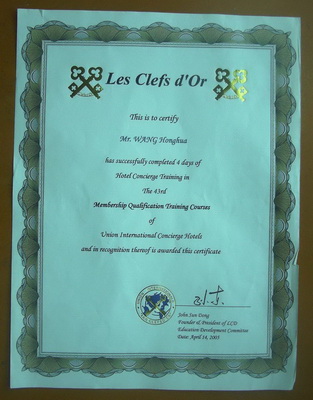 Les Clefs d'Or
This is to certify
Mr. WANG Honghua
has successfully completed 4 days of
Hotel Concierge Training in
The 43rd
Membership Qualification Training Courses
of
Union International Concierge Hotels
and in recognition thereof is awarded this certificate
John Sun Dong
Founder & President of LCD
Education Development Committee
Date: April 14, 2005